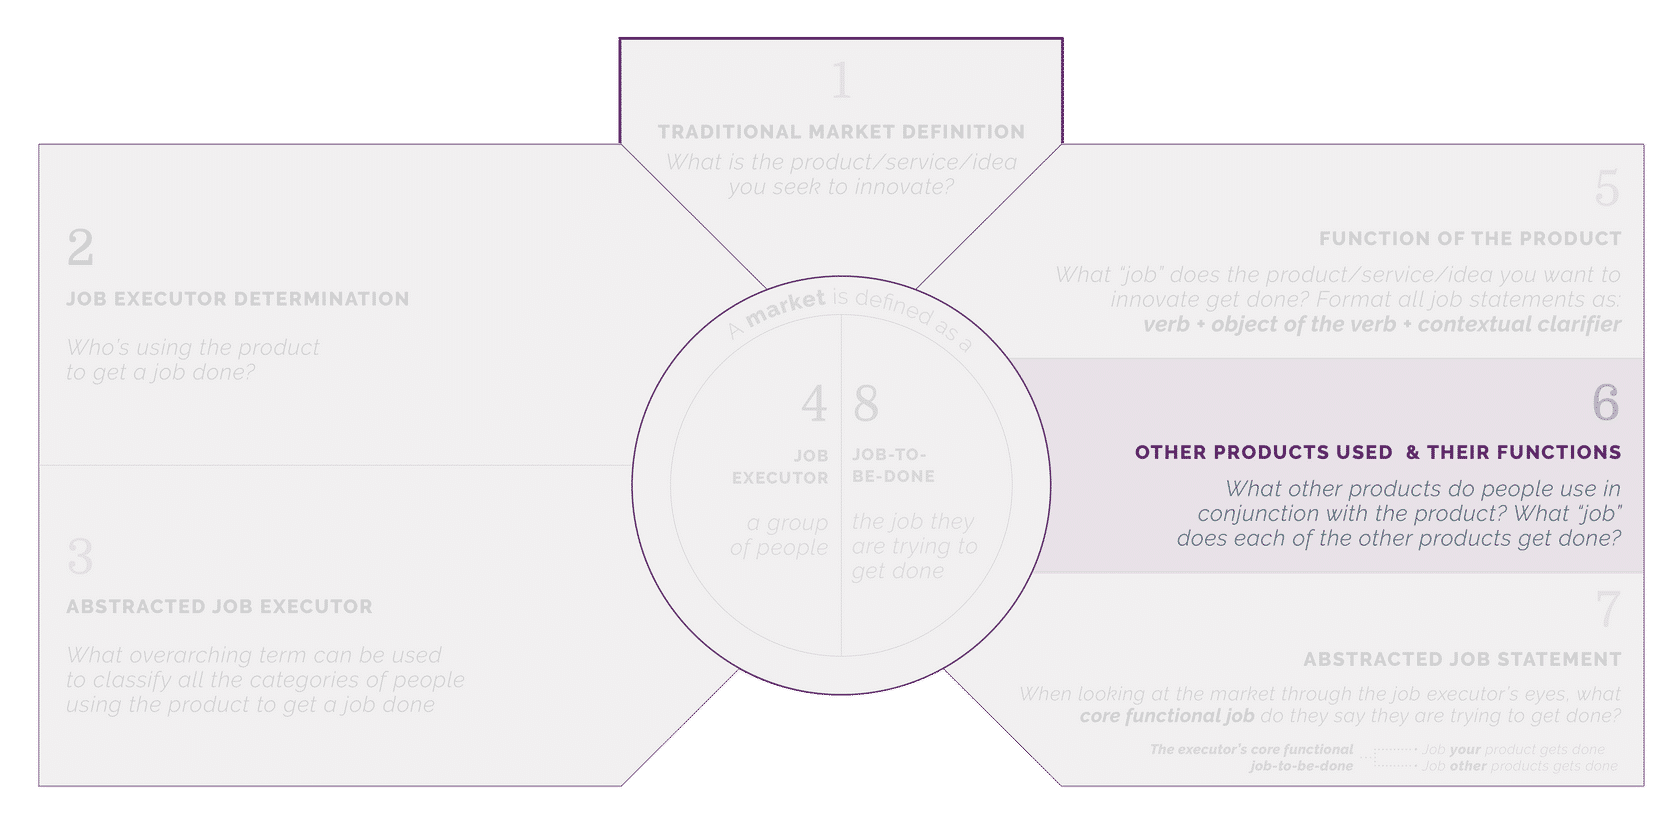 1
TRADITIONAL MARKET DEFINITION
What is the product/service/idea
you seek to innovate?
2
JOB EXECUTOR DETERMINATION
Who's using the product
to get a job done?
3
ABSTRACTED JOB EXECUTOR
What overarching term can be used
to classify all the categories of people
using the product to get a job done
A market is defined as a
4
JOB
EXECUTOR
a group
of people
8
JOB-TO-
BE-DONE
the job they
are trying to
get done
5
FUNCTION OF THE PRODUCT
What "job" does the product/service/idea you want to
innovate get done? Format all job statements as:
verb + object of the verb + contextual clarifier
6
OTHER PRODUCTS USED & THEIR FUNCTIONS
What other products do people use in
conjunction with the product? What "job"
does each of the other products get done?
7
ABSTRACTED JOB STATEMENT
When looking at the market through the job executor's eyes, what
core functional job do they say they are trying to get done?
The executor's core functional
job-to-be-done
Job your product gets done
Job other products gets done